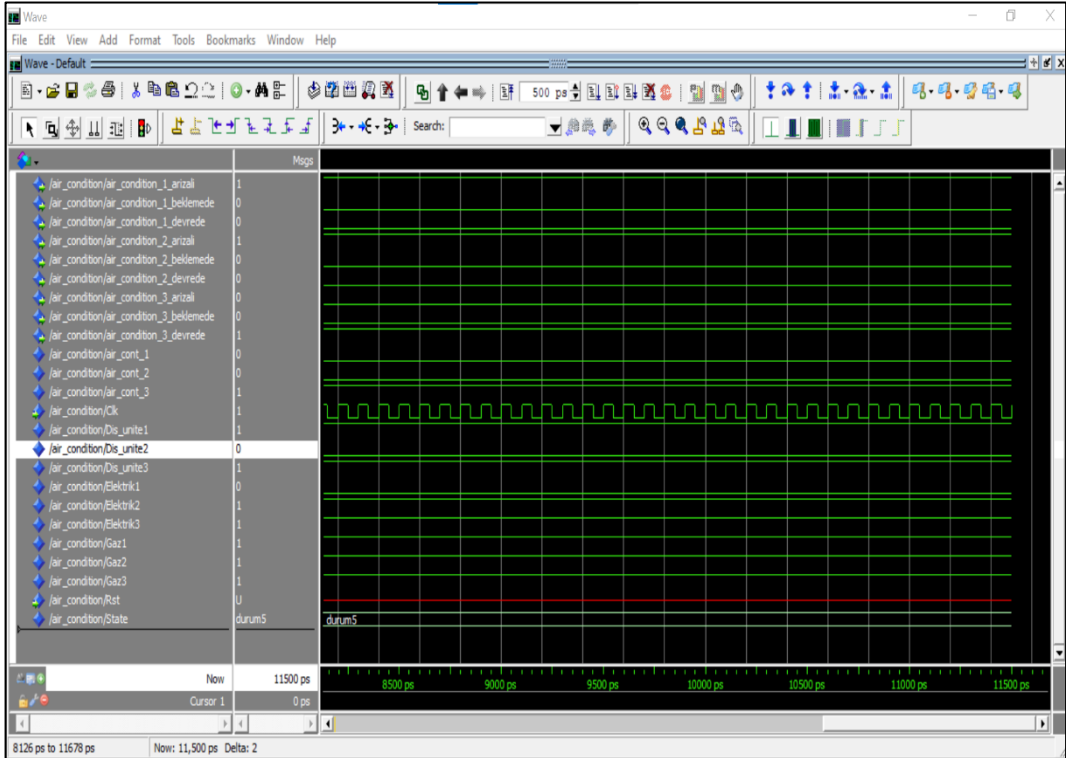 Wave
File Edit View Add Format Tools Bookmarks Window Help
Wave - Default
500 ps
Search:
Msgs
/air_condition/air_condition_1_arizali 1
/air_condition/air_condition_1_beklemede 0
/air_condition/air_condition_1_devrede 0
/air_condition/air_condition_2_arizali 1
/air_condition/air_condition_2_beklemede 0
/air_condition/air_condition_2_devrede 0
/air_condition/air_condition_3_arizali 0
/air_condition/air_condition_3_beklemede 0
/air_condition/air_condition_3_devrede 1
/air_condition/air_cont_1 0
/air_condition/air_cont_2 0
/air_condition/air_cont_3 1
/air_condition/Clk 1
/air_condition/Dis_unite1 1
/air_condition/Dis_unite2 0
/air_condition/Dis_unite3 1
/air_condition/Elektrik1 0
/air_condition/Elektrik2 1
/air_condition/Elektrik3 1
/air_condition/Gaz1 1
/air_condition/Gaz2 1
/air_condition/Gaz3 1
/air_condition/Rst U
/air_condition/State durum5 durum5
Now 11500 ps 8500 ps 9000 ps 9500 ps 10000 ps 10500 ps 11000 ps 11500 ps
Cursor 1 0 ps
8126 ps to 11678 ps Now: 11,500 ps Delta: 2